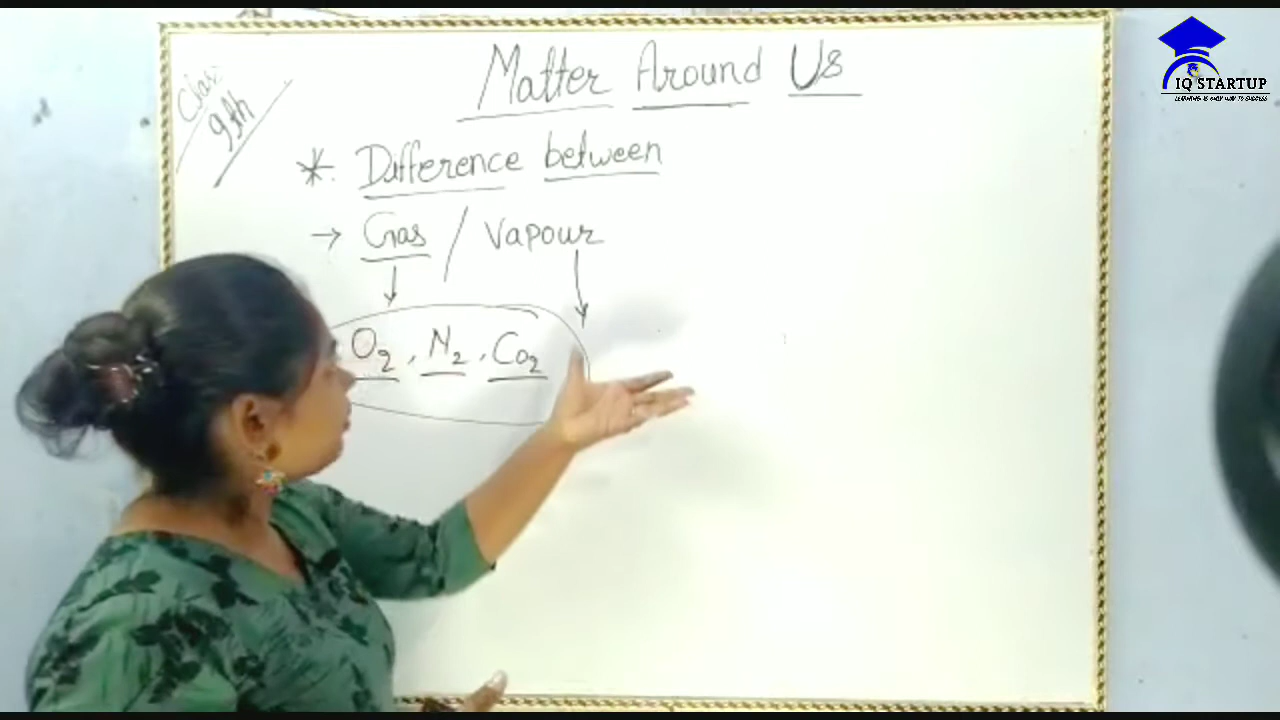 Class
9th
Matter Around Us
*. Difference between
→ Gas / Vapour
O₂, N₂, Co₂
IQ STARTUP